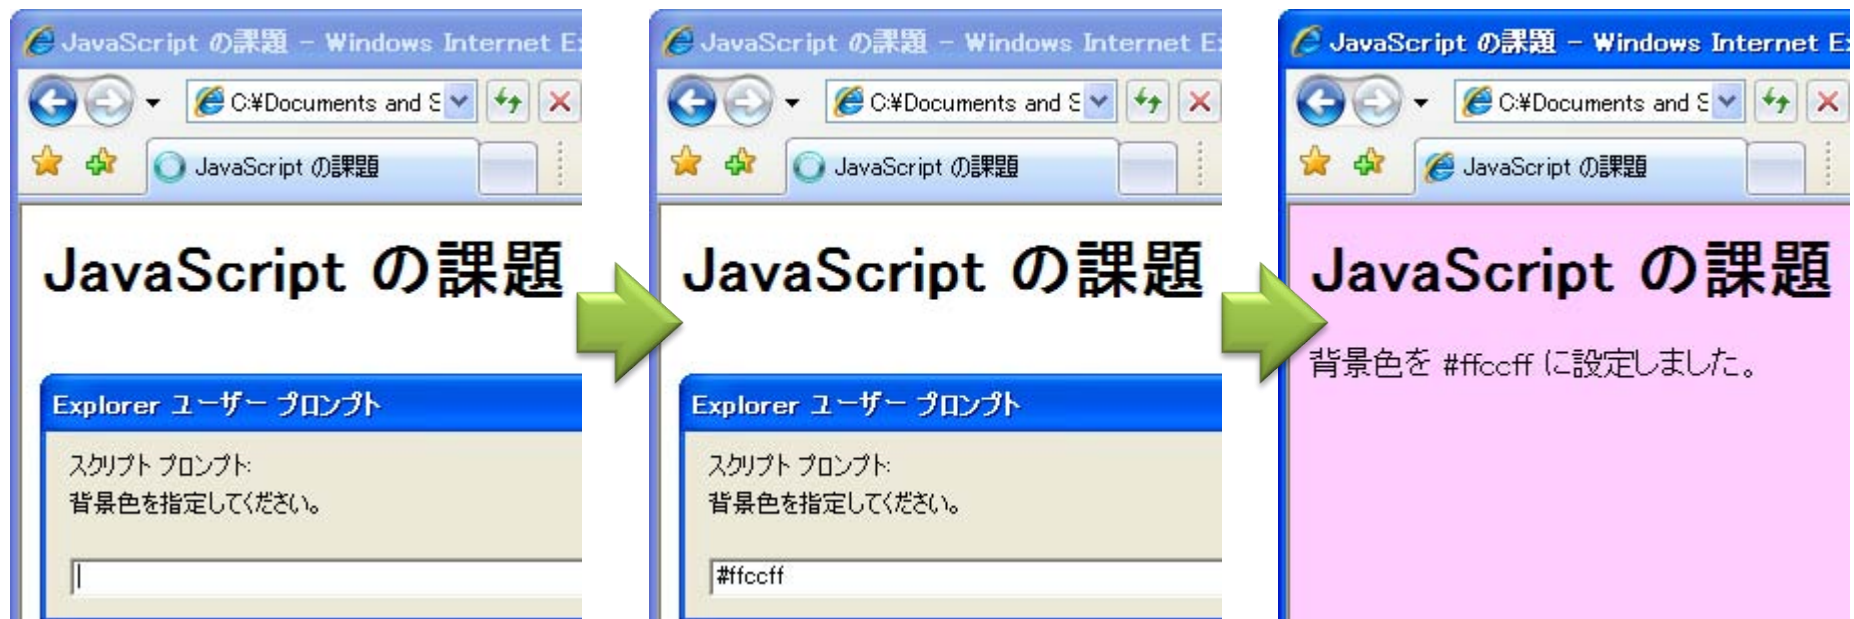 JavaScript の課題 - Windows Internet E
C:¥Documents and S
JavaScript の課題
JavaScript の課題
Explorer ユーザー プロンプト
スクリプト プロンプト:
背景色を指定してください。
JavaScript の課題 - Windows Internet E
C:¥Documents and S
JavaScript の課題
JavaScript の課題
Explorer ユーザー プロンプト
スクリプト プロンプト:
背景色を指定してください。
#ffccff
JavaScript の課題 - Windows Internet E
C:¥Documents and S
JavaScript の課題
JavaScript の課題
背景色を #ffccff に設定しました。